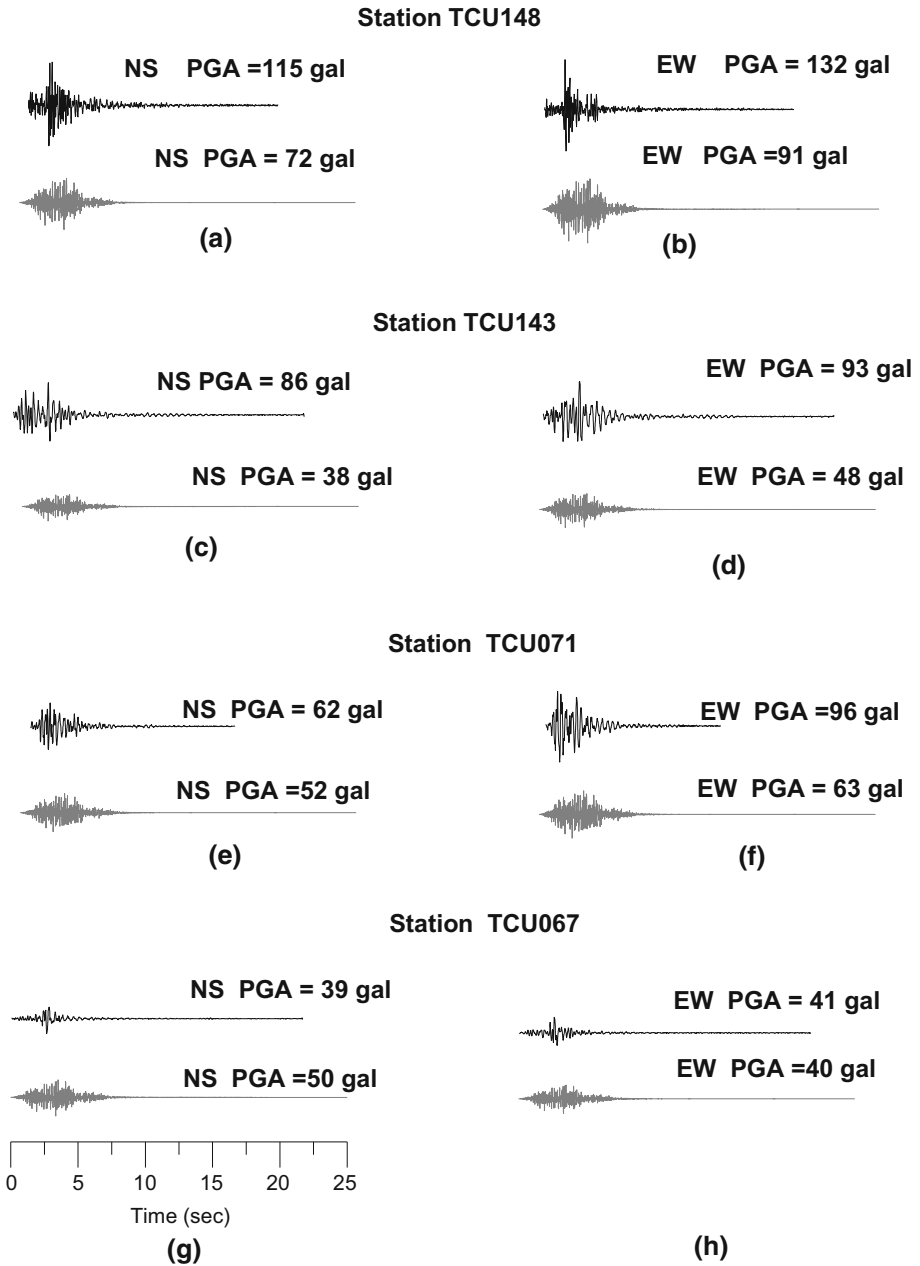 Station TCU148
NS PGA =115 gal
EW PGA = 132 gal
NS PGA = 72 gal
EW PGA =91 gal
(a)
(b)
Station TCU143
NS PGA = 86 gal
EW PGA = 93 gal
NS PGA = 38 gal
EW PGA = 48 gal
(c)
(d)
Station TCU071
NS PGA = 62 gal
EW PGA =96 gal
NS PGA =52 gal
EW PGA = 63 gal
(e)
(f)
Station TCU067
NS PGA = 39 gal
EW PGA = 41 gal
NS PGA =50 gal
EW PGA =40 gal
0 5 10 15 20 25
Time (sec)
(g)
(h)